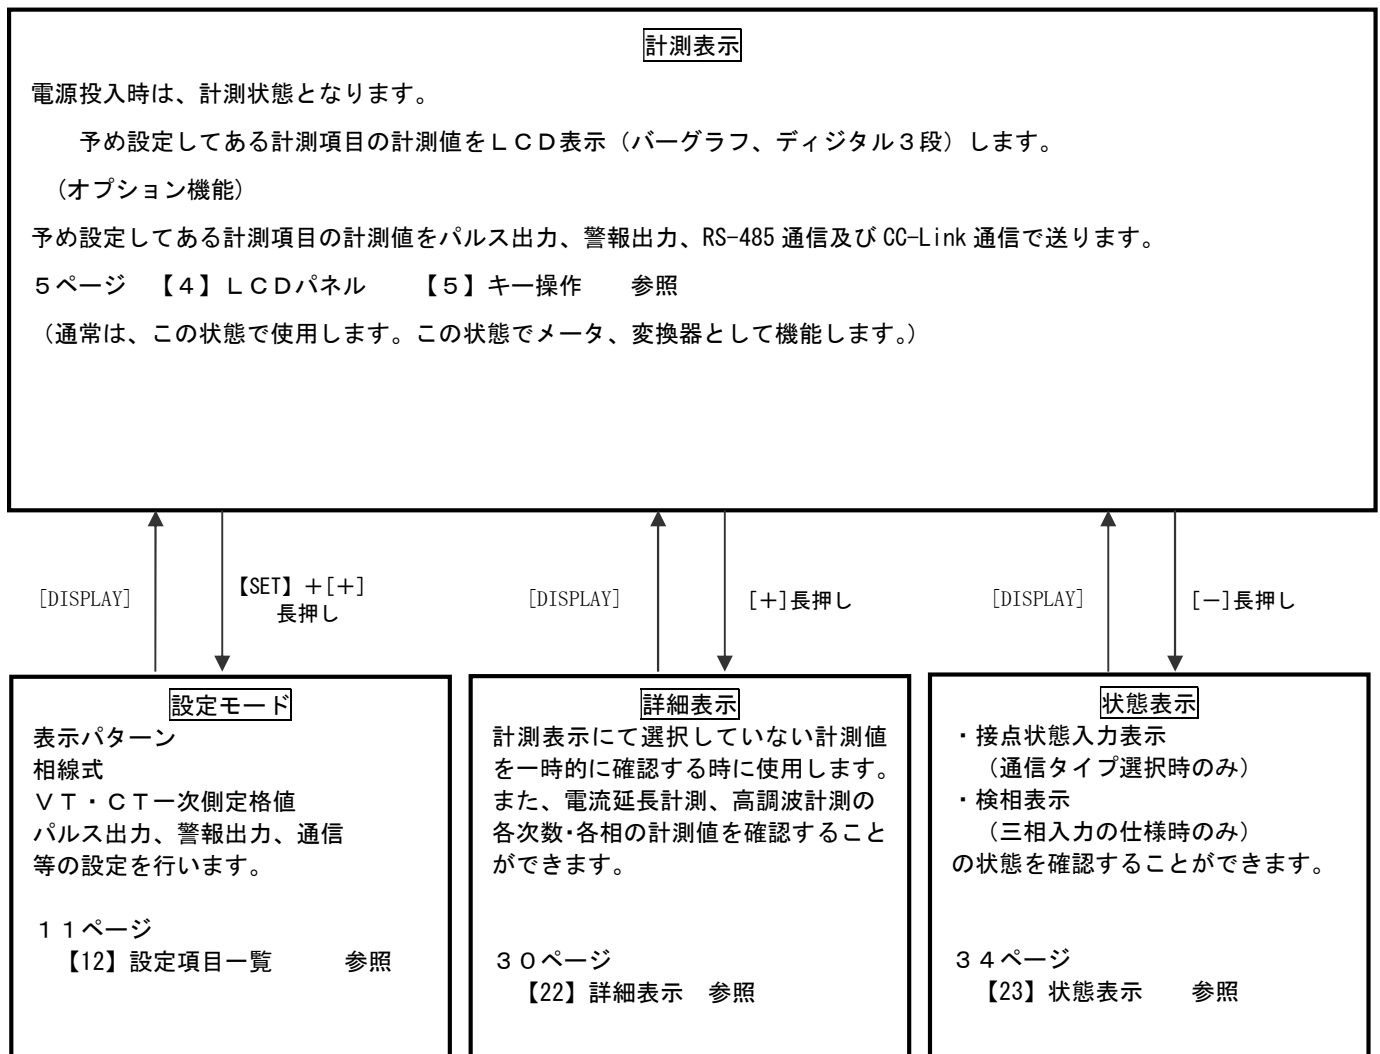 計測表示
電源投入時は、計測状態となります。
予め設定してある計測項目の計測値をＬＣＤ表示（バーグラフ、ディジタル３段）します。
（オプション機能）
予め設定してある計測項目の計測値をパルス出力、警報出力、RS-485 通信及び CC-Link 通信で送ります。
５ページ　【４】ＬＣＤパネル　　【５】キー操作　　参照
（通常は、この状態で使用します。この状態でメータ、変換器として機能します。）
[DISPLAY]
【SET】＋[＋]
長押し
[DISPLAY]
[＋]長押し
[DISPLAY]
[－]長押し
設定モード
表示パターン
相線式
ＶＴ・ＣＴ一次側定格値
パルス出力、警報出力、通信
等の設定を行います。
１１ページ
【12】設定項目一覧　　　参照
詳細表示
計測表示にて選択していない計測値
を一時的に確認する時に使用します。
また、電流延長計測、高調波計測の
各次数・各相の計測値を確認すること
ができます。
３０ページ
【22】詳細表示　参照
状態表示
・接点状態入力表示
（通信タイプ選択時のみ）
・検相表示
（三相入力の仕様時のみ）
の状態を確認することができます。
３４ページ
【23】状態表示　　参照